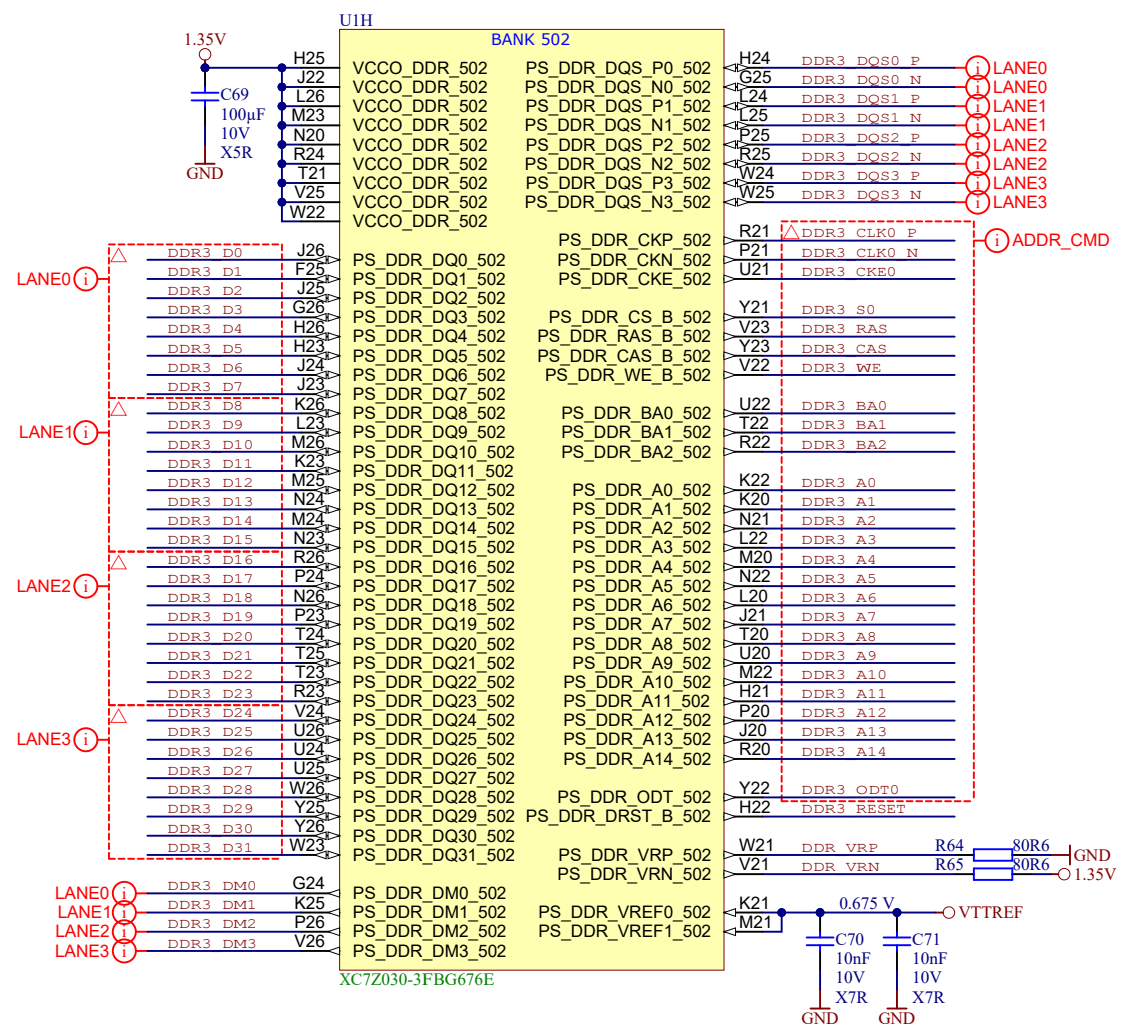 U1H
BANK 502
1.35V
C69
100µF
10V
X5R
GND
H25 VCCO_DDR_502
J22 VCCO_DDR_502
L26 VCCO_DDR_502
M23 VCCO_DDR_502
N20 VCCO_DDR_502
R24 VCCO_DDR_502
T21 VCCO_DDR_502
V25 VCCO_DDR_502
W22 VCCO_DDR_502
LANE0 i
DDR3_D0 J26 PS_DDR_DQ0_502
DDR3_D1 F25 PS_DDR_DQ1_502
DDR3_D2 J25 PS_DDR_DQ2_502
DDR3_D3 G26 PS_DDR_DQ3_502
DDR3_D4 H26 PS_DDR_DQ4_502
DDR3_D5 H23 PS_DDR_DQ5_502
DDR3_D6 J24 PS_DDR_DQ6_502
DDR3_D7 J23 PS_DDR_DQ7_502
LANE1 i
DDR3_D8 K26 PS_DDR_DQ8_502
DDR3_D9 L23 PS_DDR_DQ9_502
DDR3_D10 M26 PS_DDR_DQ10_502
DDR3_D11 K23 PS_DDR_DQ11_502
DDR3_D12 M25 PS_DDR_DQ12_502
DDR3_D13 N24 PS_DDR_DQ13_502
DDR3_D14 M24 PS_DDR_DQ14_502
DDR3_D15 N23 PS_DDR_DQ15_502
LANE2 i
DDR3_D16 R26 PS_DDR_DQ16_502
DDR3_D17 P24 PS_DDR_DQ17_502
DDR3_D18 N26 PS_DDR_DQ18_502
DDR3_D19 P23 PS_DDR_DQ19_502
DDR3_D20 T24 PS_DDR_DQ20_502
DDR3_D21 T25 PS_DDR_DQ21_502
DDR3_D22 T23 PS_DDR_DQ22_502
DDR3_D23 R23 PS_DDR_DQ23_502
LANE3 i
DDR3_D24 V24 PS_DDR_DQ24_502
DDR3_D25 U26 PS_DDR_DQ25_502
DDR3_D26 U24 PS_DDR_DQ26_502
DDR3_D27 U25 PS_DDR_DQ27_502
DDR3_D28 W26 PS_DDR_DQ28_502
DDR3_D29 Y25 PS_DDR_DQ29_502
DDR3_D30 Y26 PS_DDR_DQ30_502
DDR3_D31 W23 PS_DDR_DQ31_502
LANE0 i DDR3_DM0 G24 PS_DDR_DM0_502
LANE1 i DDR3_DM1 K25 PS_DDR_DM1_502
LANE2 i DDR3_DM2 P26 PS_DDR_DM2_502
LANE3 i DDR3_DM3 V26 PS_DDR_DM3_502
PS_DDR_DQS_P0_502 H24 DDR3_DQS0_P i LANE0
PS_DDR_DQS_N0_502 G25 DDR3_DQS0_N i LANE0
PS_DDR_DQS_P1_502 L24 DDR3_DQS1_P i LANE1
PS_DDR_DQS_N1_502 L25 DDR3_DQS1_N i LANE1
PS_DDR_DQS_P2_502 P25 DDR3_DQS2_P i LANE2
PS_DDR_DQS_N2_502 R25 DDR3_DQS2_N i LANE2
PS_DDR_DQS_P3_502 W24 DDR3_DQS3_P i LANE3
PS_DDR_DQS_N3_502 W25 DDR3_DQS3_N i LANE3
PS_DDR_CKP_502 R21 DDR3_CLK0_P i ADDR_CMD
PS_DDR_CKN_502 P21 DDR3_CLK0_N
PS_DDR_CKE_502 U21 DDR3_CKE0
PS_DDR_CS_B_502 Y21 DDR3_S0
PS_DDR_RAS_B_502 V23 DDR3_RAS
PS_DDR_CAS_B_502 Y23 DDR3_CAS
PS_DDR_WE_B_502 V22 DDR3_WE
PS_DDR_BA0_502 U22 DDR3_BA0
PS_DDR_BA1_502 T22 DDR3_BA1
PS_DDR_BA2_502 R22 DDR3_BA2
PS_DDR_A0_502 K22 DDR3_A0
PS_DDR_A1_502 K20 DDR3_A1
PS_DDR_A2_502 N21 DDR3_A2
PS_DDR_A3_502 L22 DDR3_A3
PS_DDR_A4_502 M20 DDR3_A4
PS_DDR_A5_502 N22 DDR3_A5
PS_DDR_A6_502 L20 DDR3_A6
PS_DDR_A7_502 J21 DDR3_A7
PS_DDR_A8_502 T20 DDR3_A8
PS_DDR_A9_502 U20 DDR3_A9
PS_DDR_A10_502 M22 DDR3_A10
PS_DDR_A11_502 H21 DDR3_A11
PS_DDR_A12_502 P20 DDR3_A12
PS_DDR_A13_502 J20 DDR3_A13
PS_DDR_A14_502 R20 DDR3_A14
PS_DDR_ODT_502 Y22 DDR3_ODT0
PS_DDR_DRST_B_502 H22 DDR3_RESET
PS_DDR_VRP_502 W21 DDR_VRP R64 80R6 GND
PS_DDR_VRN_502 V21 DDR_VRN R65 80R6 1.35V
PS_DDR_VREF0_502 K21 0.675 V VTTREF
PS_DDR_VREF1_502 M21
C70
10nF
10V
X7R
GND
C71
10nF
10V
X7R
GND
XC7Z030-3FBG676E